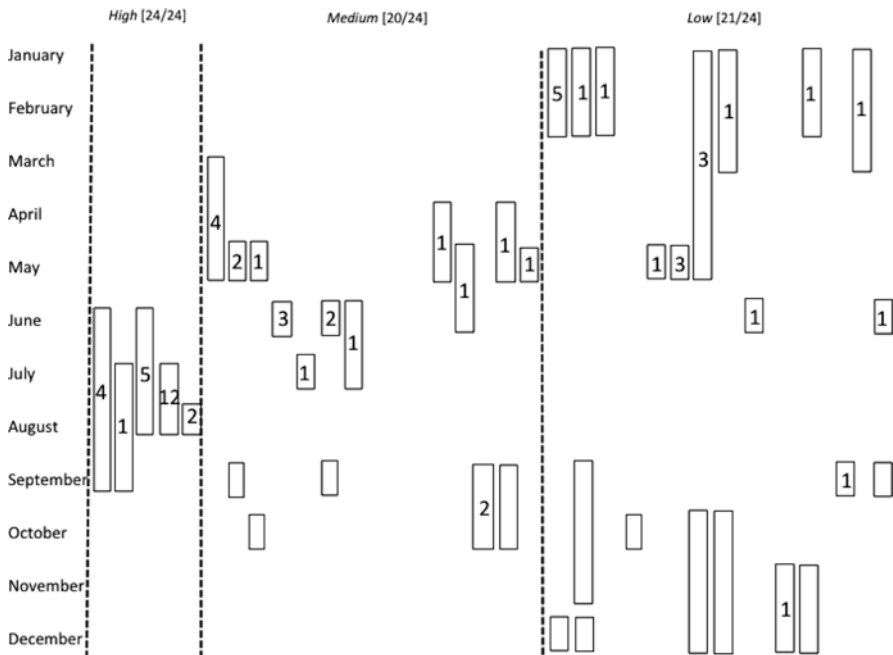 High [24/24] Medium [20/24] Low [21/24]
January
5 1 1 1 1 1
February
March
3
4 1 1
April
2 1 1 1 3
May
1
3 2 1 1
June
1
July
5 1
4 12
2
August
1
September
1
2
October
November
1
December